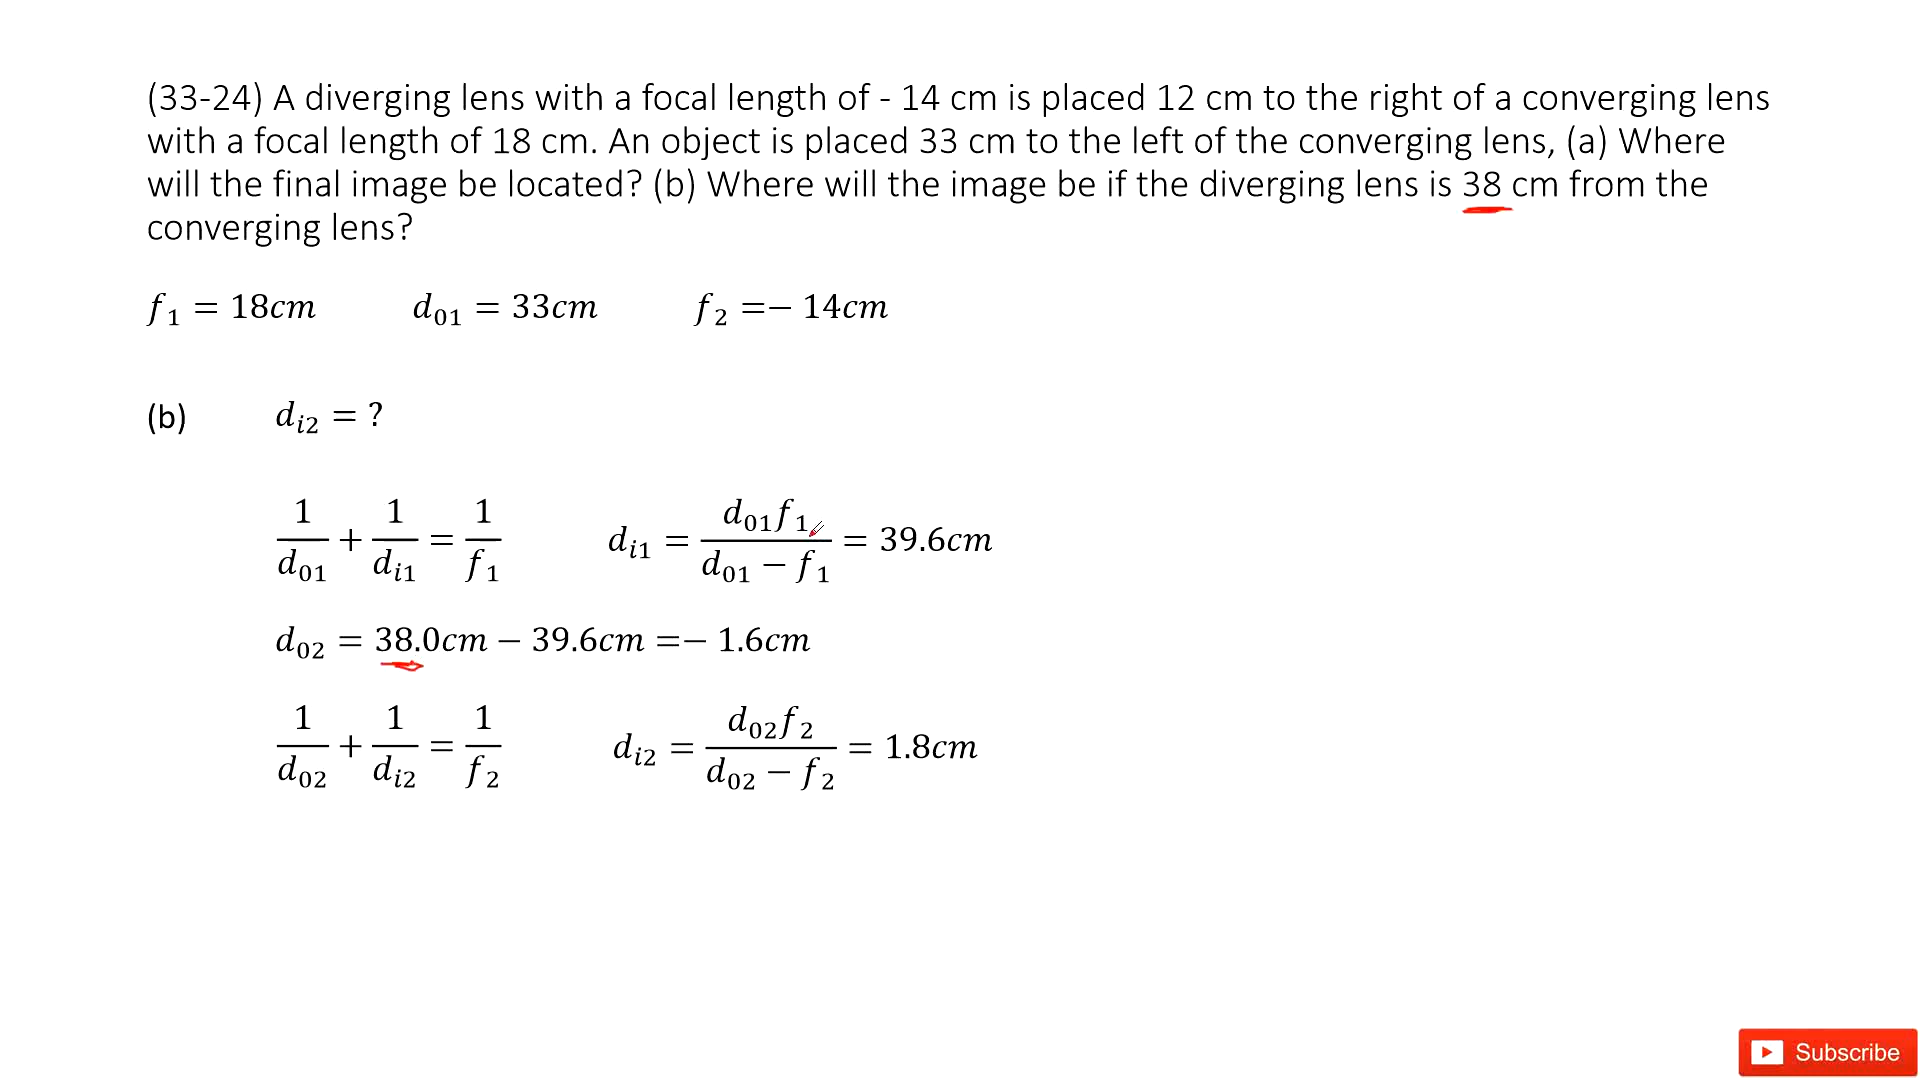 (33-24) A diverging lens with a focal length of - 14 cm is placed 12 cm to the right of a converging lens
with a focal length of 18 cm. An object is placed 33 cm to the left of the converging lens, (a) Where
will the final image be located? (b) Where will the image be if the diverging lens is 38 cm from the
converging lens?
f₁ = 18cm d₀₁ = 33cm f₂ =− 14cm
(b) dᵢ₂ = ?
1/d₀₁ + 1/dᵢ₁ = 1/f₁ dᵢ₁ = d₀₁f₁/(d₀₁ − f₁) = 39.6cm
d₀₂ = 38.0cm − 39.6cm =− 1.6cm
1/d₀₂ + 1/dᵢ₂ = 1/f₂ dᵢ₂ = d₀₂f₂/(d₀₂ − f₂) = 1.8cm
Subscribe